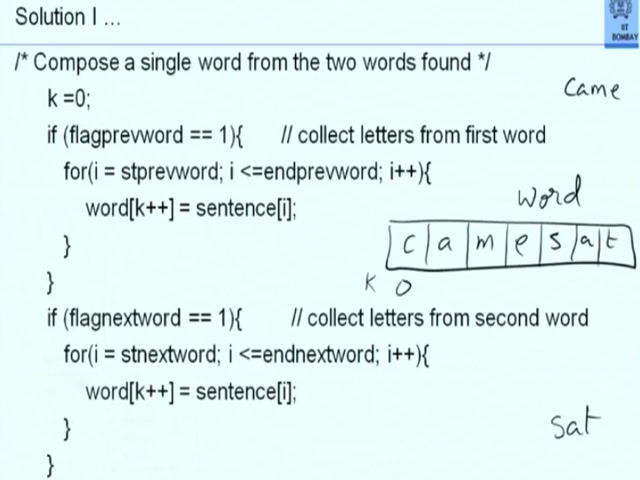 Solution I ...
IIT
BOMBAY
/* Compose a single word from the two words found */
came
k =0;
if (flagprevword == 1){ // collect letters from first word
for(i = stprevword; i <=endprevword; i++){
word
word[k++] = sentence[i];
c a m e s a t
}
K 0
}
if (flagnextword == 1){ // collect letters from second word
for(i = stnextword; i <=endnextword; i++){
word[k++] = sentence[i];
}
sat
}